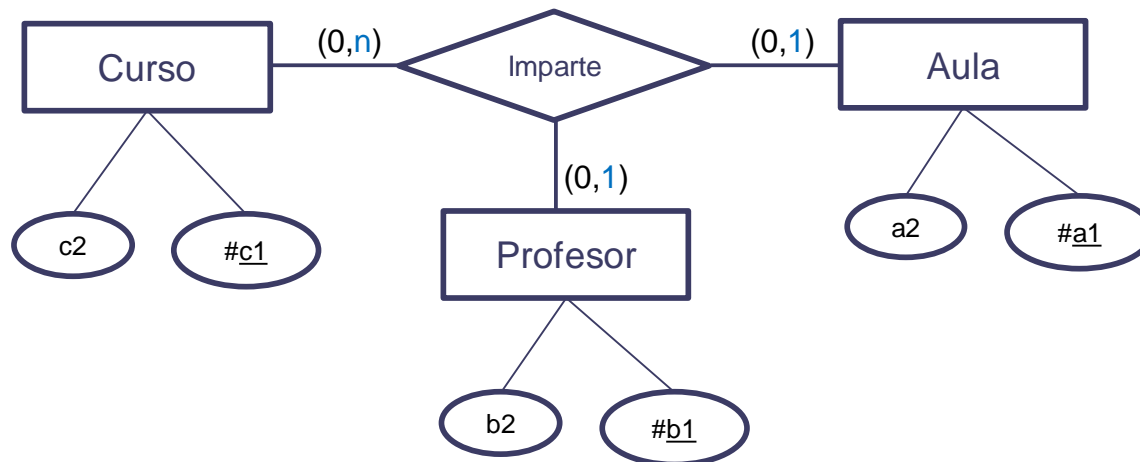 (0,n)
(0,1)
Curso
Imparte
Aula
(0,1)
c2
#c1
Profesor
a2
#a1
b2
#b1